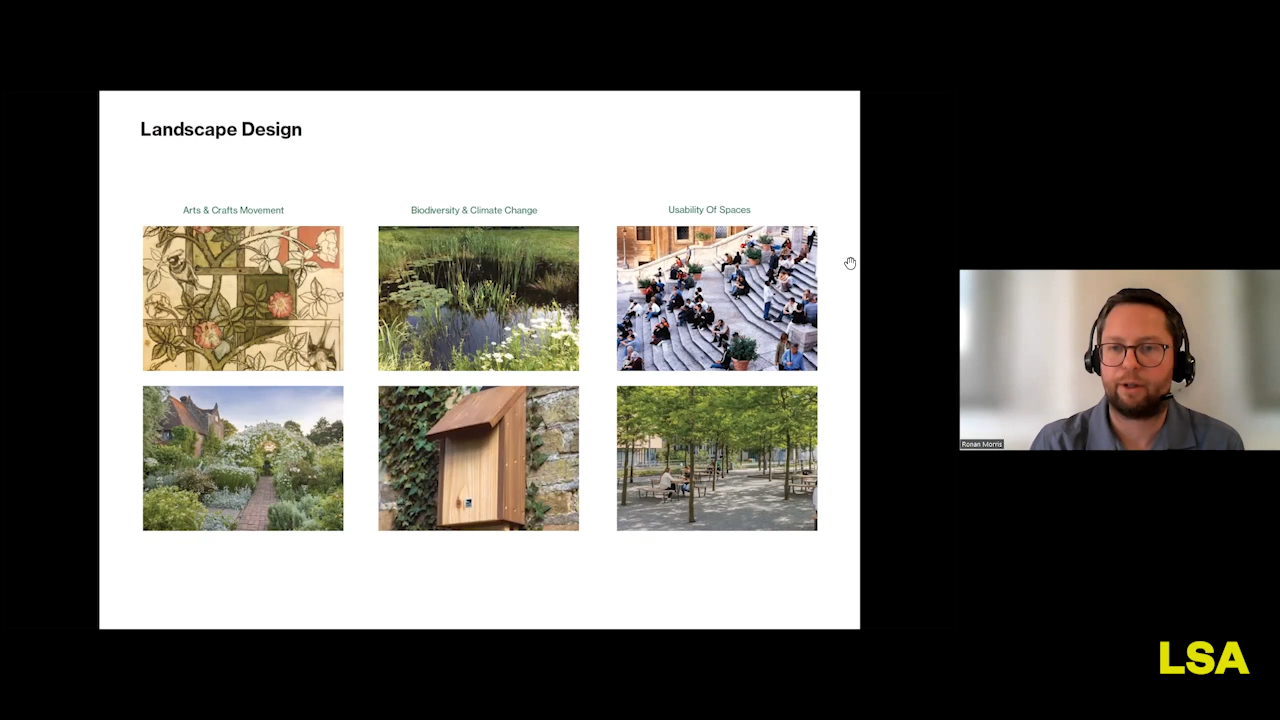 Landscape Design
Arts & Crafts Movement
Biodiversity & Climate Change
Usability Of Spaces
Ronan Morris
LSA